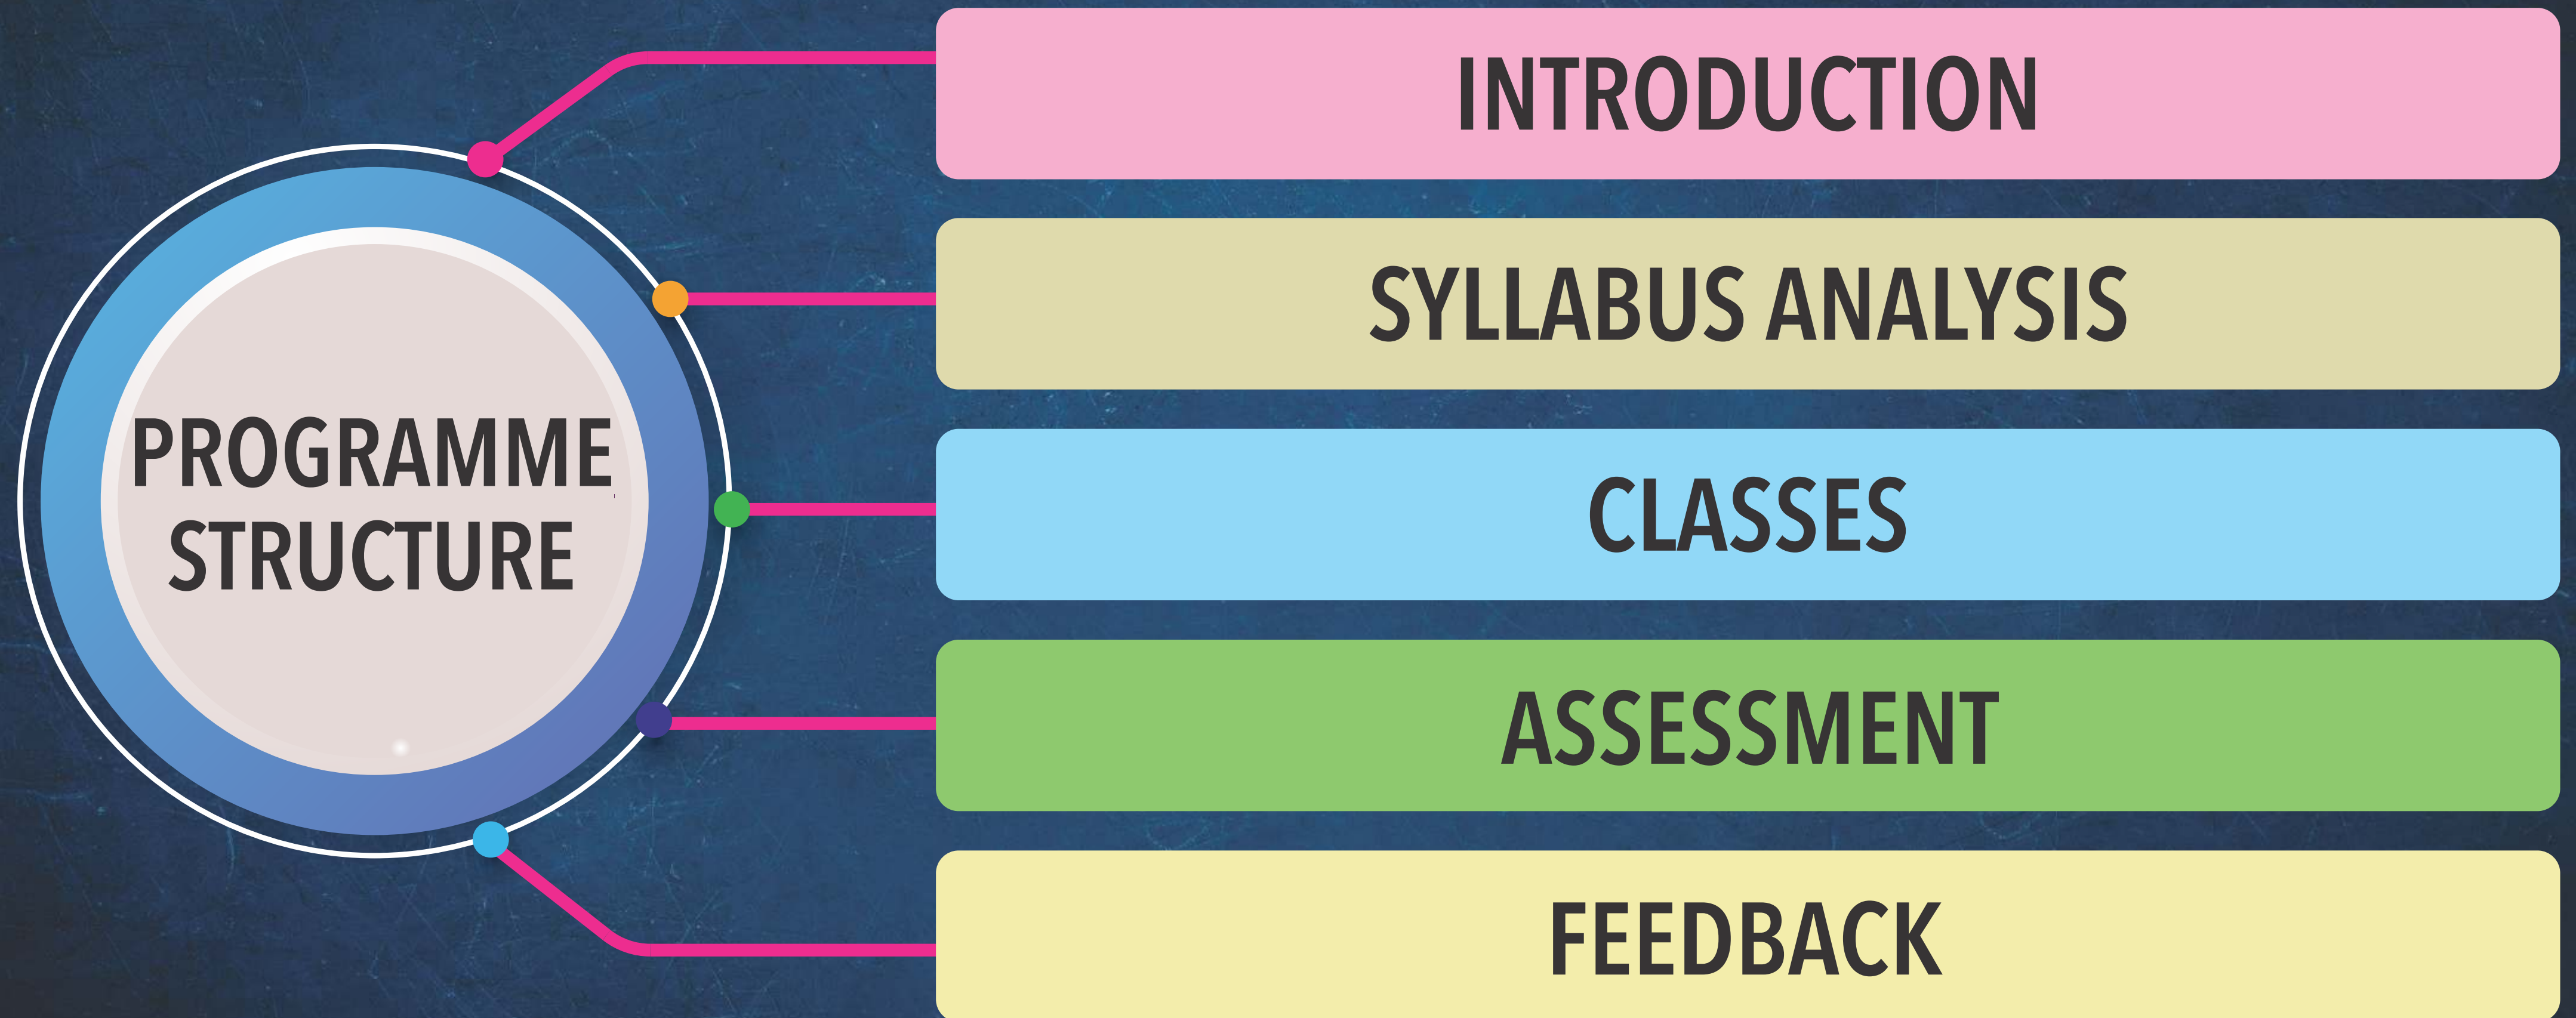 PROGRAMME
STRUCTURE
INTRODUCTION
SYLLABUS ANALYSIS
CLASSES
ASSESSMENT
FEEDBACK